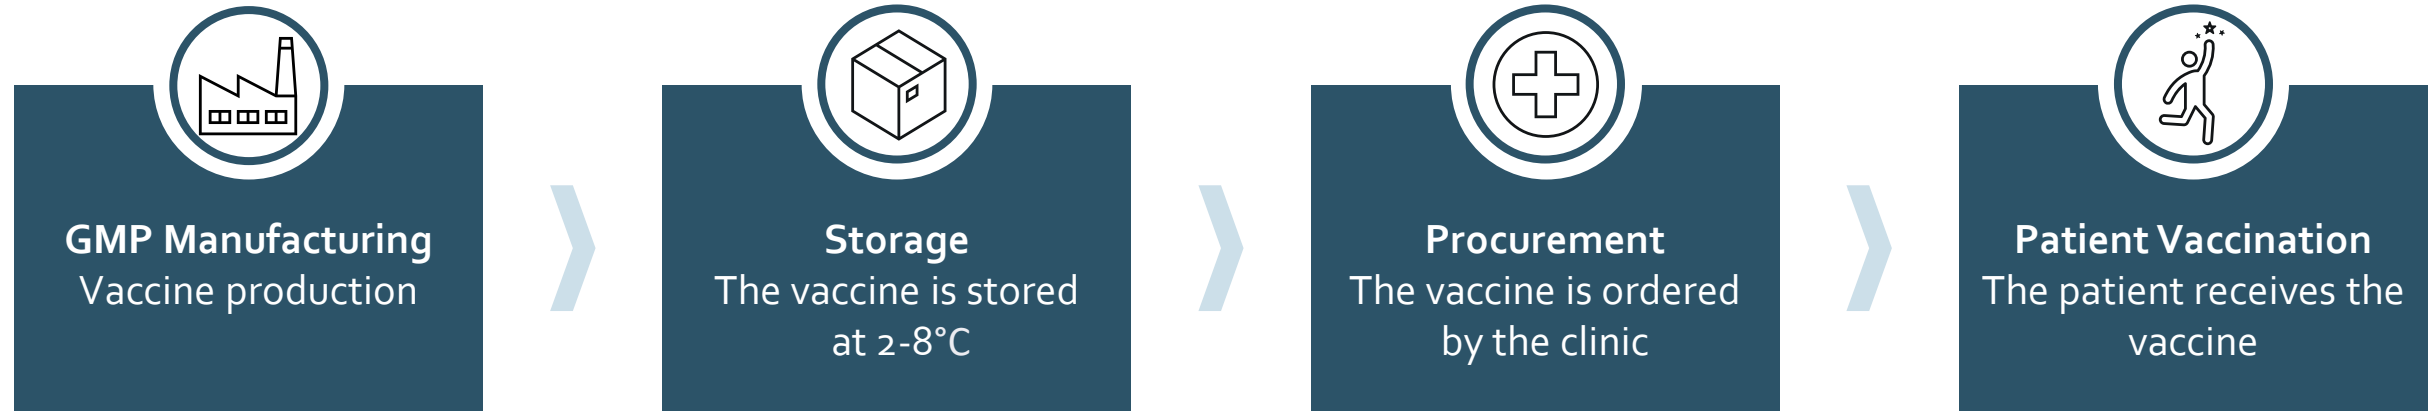 GMP Manufacturing
Vaccine production
Storage
The vaccine is stored
at 2-8°C
Procurement
The vaccine is ordered
by the clinic
Patient Vaccination
The patient receives the
vaccine